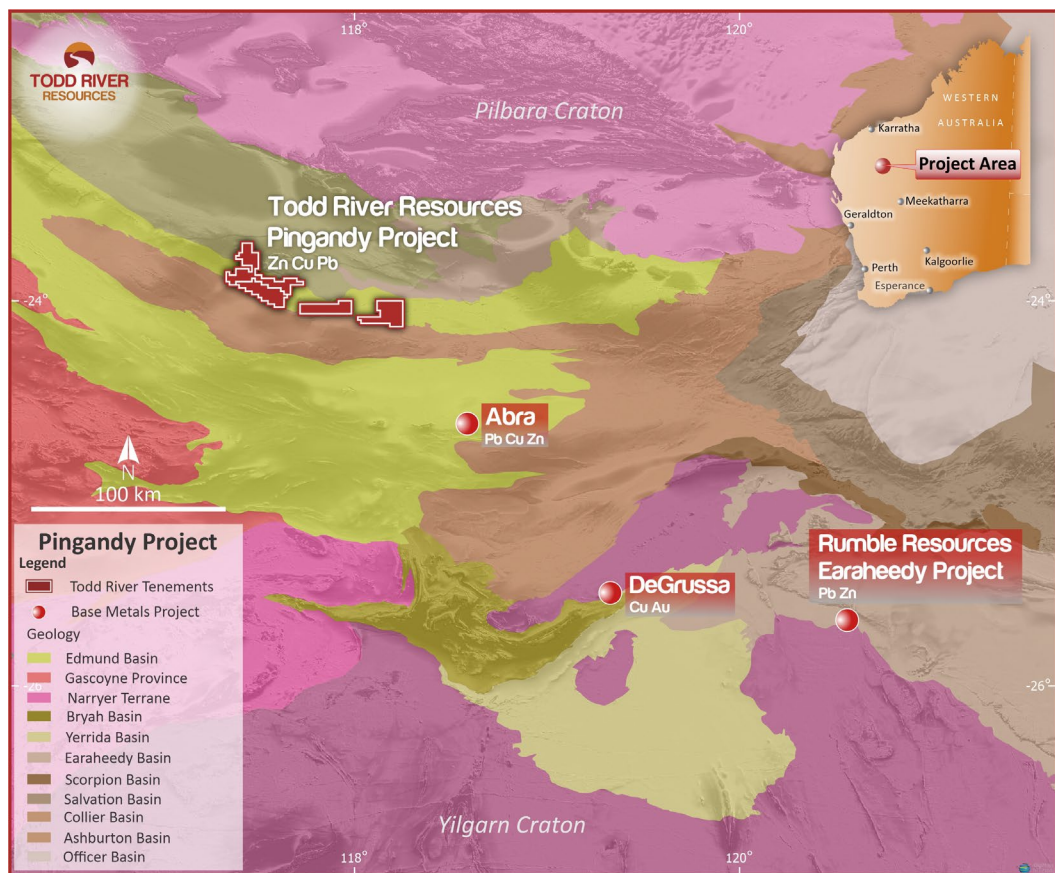 118°
120°
TODD RIVER
RESOURCES
Pilbara Craton
WESTERN
AUSTRALIA
Karratha
Project Area
Meekatharra
Geraldton
Kalgoorlie
Perth
Esperance
Todd River Resources
Pingandy Project
Zn Cu Pb
-24°
-24°
Abra
Pb Cu Zn
N
100 km
Rumble Resources
Earaheedy Project
Pb Zn
DeGrussa
Cu Au
Pingandy Project
Legend
Todd River Tenements
Base Metals Project
Geology
Edmund Basin
Gascoyne Province
Narryer Terrane
Bryah Basin
Yerrida Basin
Earaheedy Basin
Scorpion Basin
Salvation Basin
Collier Basin
Ashburton Basin
Officer Basin
-26°
-26°
Yilgarn Craton
118°
120°